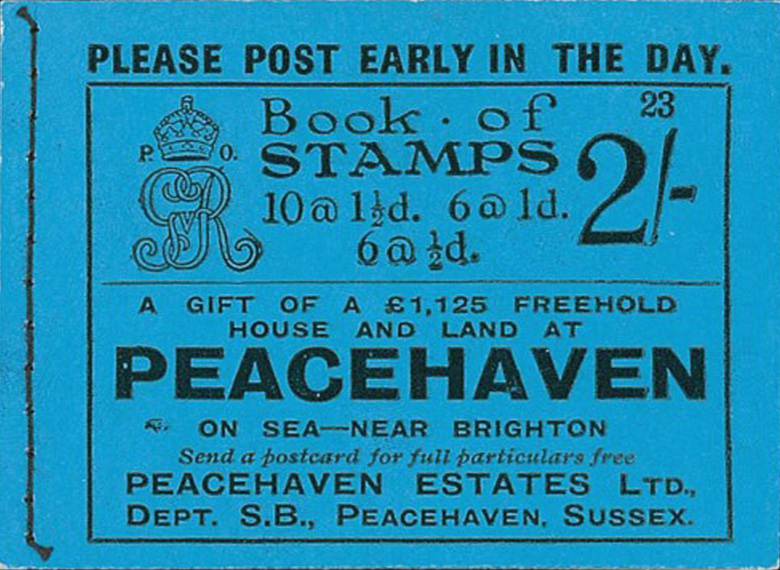 PLEASE POST EARLY IN THE DAY.
Book · of
23
P. O.
STAMPS
2/-
GvR
10 @ 1½d. 6 @ 1d.
6 @ ½d.
A GIFT OF A £1,125 FREEHOLD
HOUSE AND LAND AT
PEACEHAVEN
ON SEA—NEAR BRIGHTON
Send a postcard for full particulars free
PEACEHAVEN ESTATES LTD.,
DEPT. S.B., PEACEHAVEN, SUSSEX.